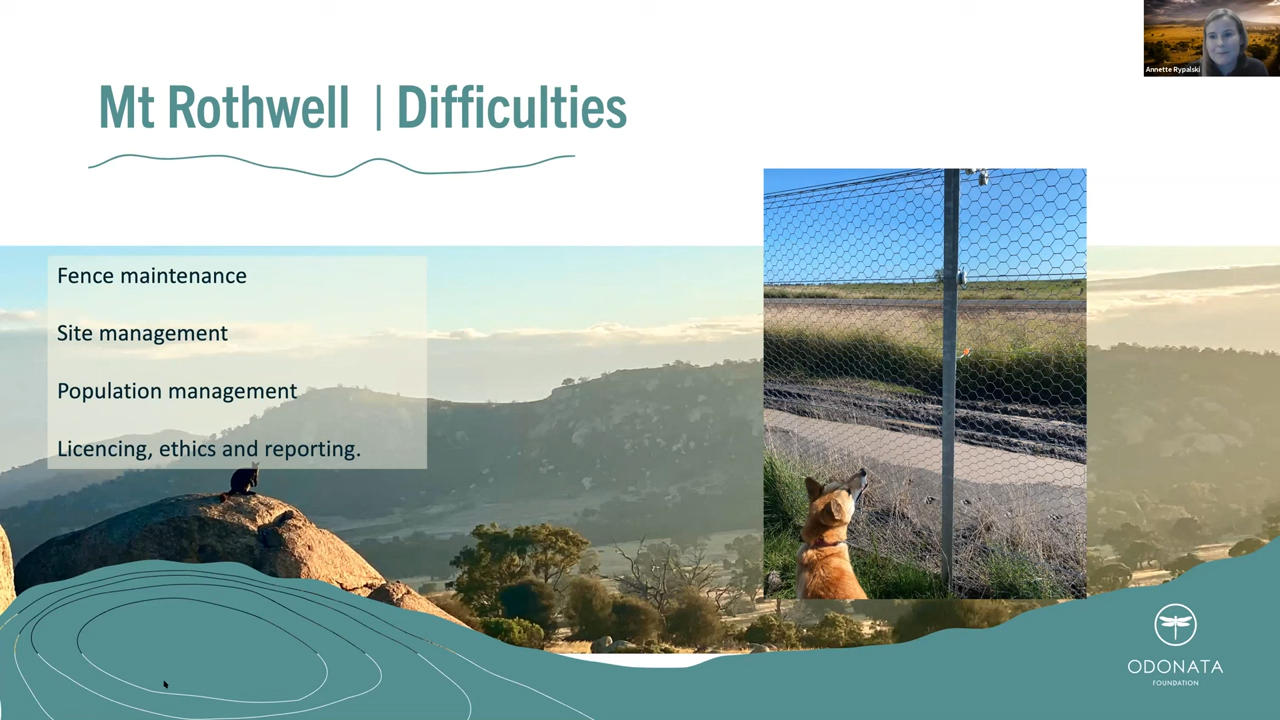 Annette Rypalski
Mt Rothwell | Difficulties
Fence maintenance
Site management
Population management
Licencing, ethics and reporting.
ODONATA
FOUNDATION